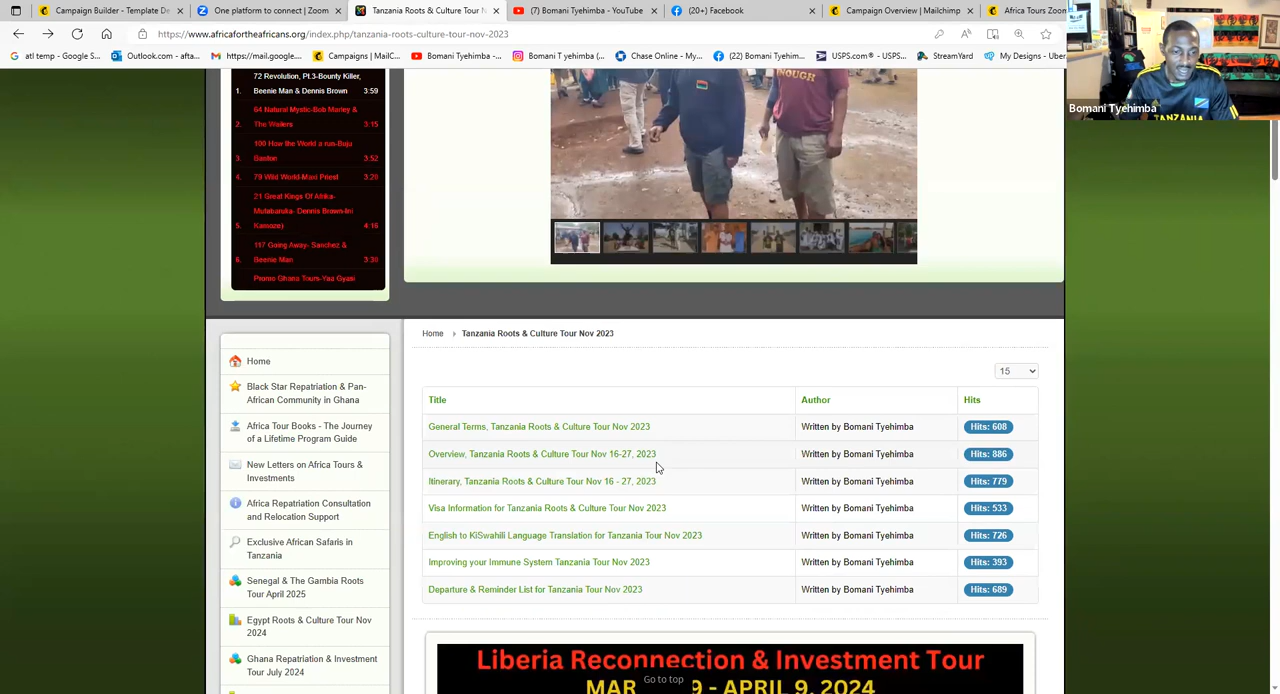 Campaign Builder - Template De
One platform to connect | Zoom
Tanzania Roots & Culture Tour N
(7) Bomani Tyehimba - YouTube
(20+) Facebook
Campaign Overview | Mailchimp
Africa Tours Zoom
https://www.africafortheafricans.org/index.php/tanzania-roots-culture-tour-nov-2023
atl temp - Google S...
Outlook.com - afta...
https://mail.google....
Campaigns | MailC...
Bomani Tyehimba -...
Bomani T yehimba (...
Chase Online - My...
(22) Bomani Tyehim...
USPS.com® - USPS...
StreamYard
My Designs - Uber
Bomani Tyehimba
TANZANIA
72 Revolution, Pt.3-Bounty Killer,
1. Beenie Man & Dennis Brown 3:59
64 Natural Mystic-Bob Marley &
2. The Wailers 3:15
100 How the World a run-Buju
3. Banton 3:52
4. 79 Wild World-Maxi Priest 3:20
21 Great Kings Of Afrika-
Mutabaruka- Dennis Brown-Ini
5. Kamoze) 4:16
117 Going Away- Sanchez &
6. Beenie Man 3:30
Promo Ghana Tours-Yaa Gyasi
ENOUGH
Home
Tanzania Roots & Culture Tour Nov 2023
15
Title Author Hits
General Terms, Tanzania Roots & Culture Tour Nov 2023 Written by Bomani Tyehimba Hits: 608
Overview, Tanzania Roots & Culture Tour Nov 16-27, 2023 Written by Bomani Tyehimba Hits: 886
Itinerary, Tanzania Roots & Culture Tour Nov 16 - 27, 2023 Written by Bomani Tyehimba Hits: 779
Visa Information for Tanzania Roots & Culture Tour Nov 2023 Written by Bomani Tyehimba Hits: 533
English to KiSwahili Language Translation for Tanzania Tour Nov 2023 Written by Bomani Tyehimba Hits: 726
Improving your Immune System Tanzania Tour Nov 2023 Written by Bomani Tyehimba Hits: 393
Departure & Reminder List for Tanzania Tour Nov 2023 Written by Bomani Tyehimba Hits: 689
Home
Black Star Repatriation & Pan-
African Community in Ghana
Africa Tour Books - The Journey
of a Lifetime Program Guide
New Letters on Africa Tours &
Investments
Africa Repatriation Consultation
and Relocation Support
Exclusive African Safaris in
Tanzania
Senegal & The Gambia Roots
Tour April 2025
Egypt Roots & Culture Tour Nov
2024
Ghana Repatriation & Investment
Tour July 2024
Liberia Reconnection & Investment Tour
MAR 9 - APRIL 9, 2024
Go to top